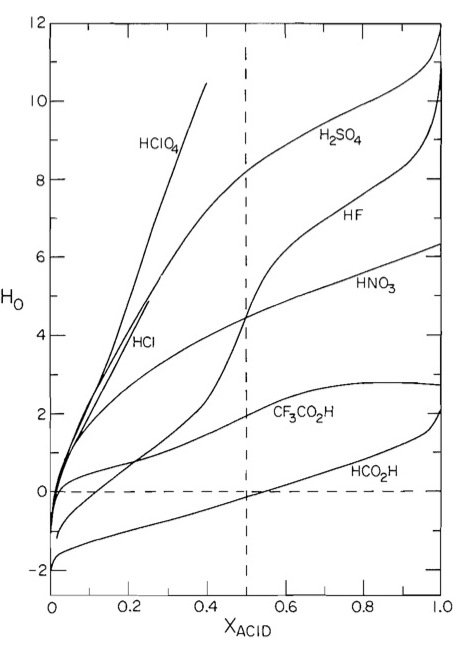 12
10
HClO₄
H₂SO₄
8
HF
6
H₀
HNO₃
4
HCl
2
CF₃CO₂H
HCO₂H
0
-2
0 0.2 0.4 0.6 0.8 1.0
X_ACID